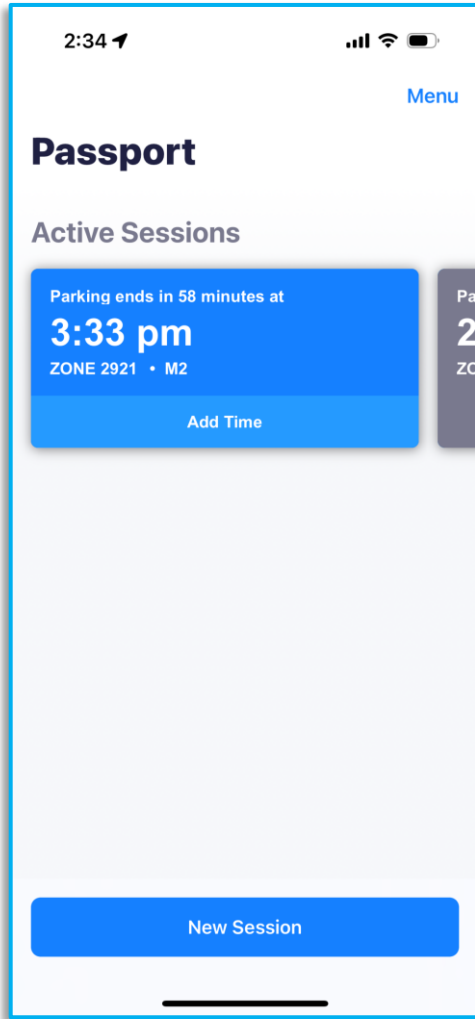 2:34
Menu
Passport
Active Sessions
Parking ends in 58 minutes at
3:33 pm
ZONE 2921 • M2
Add Time
New Session